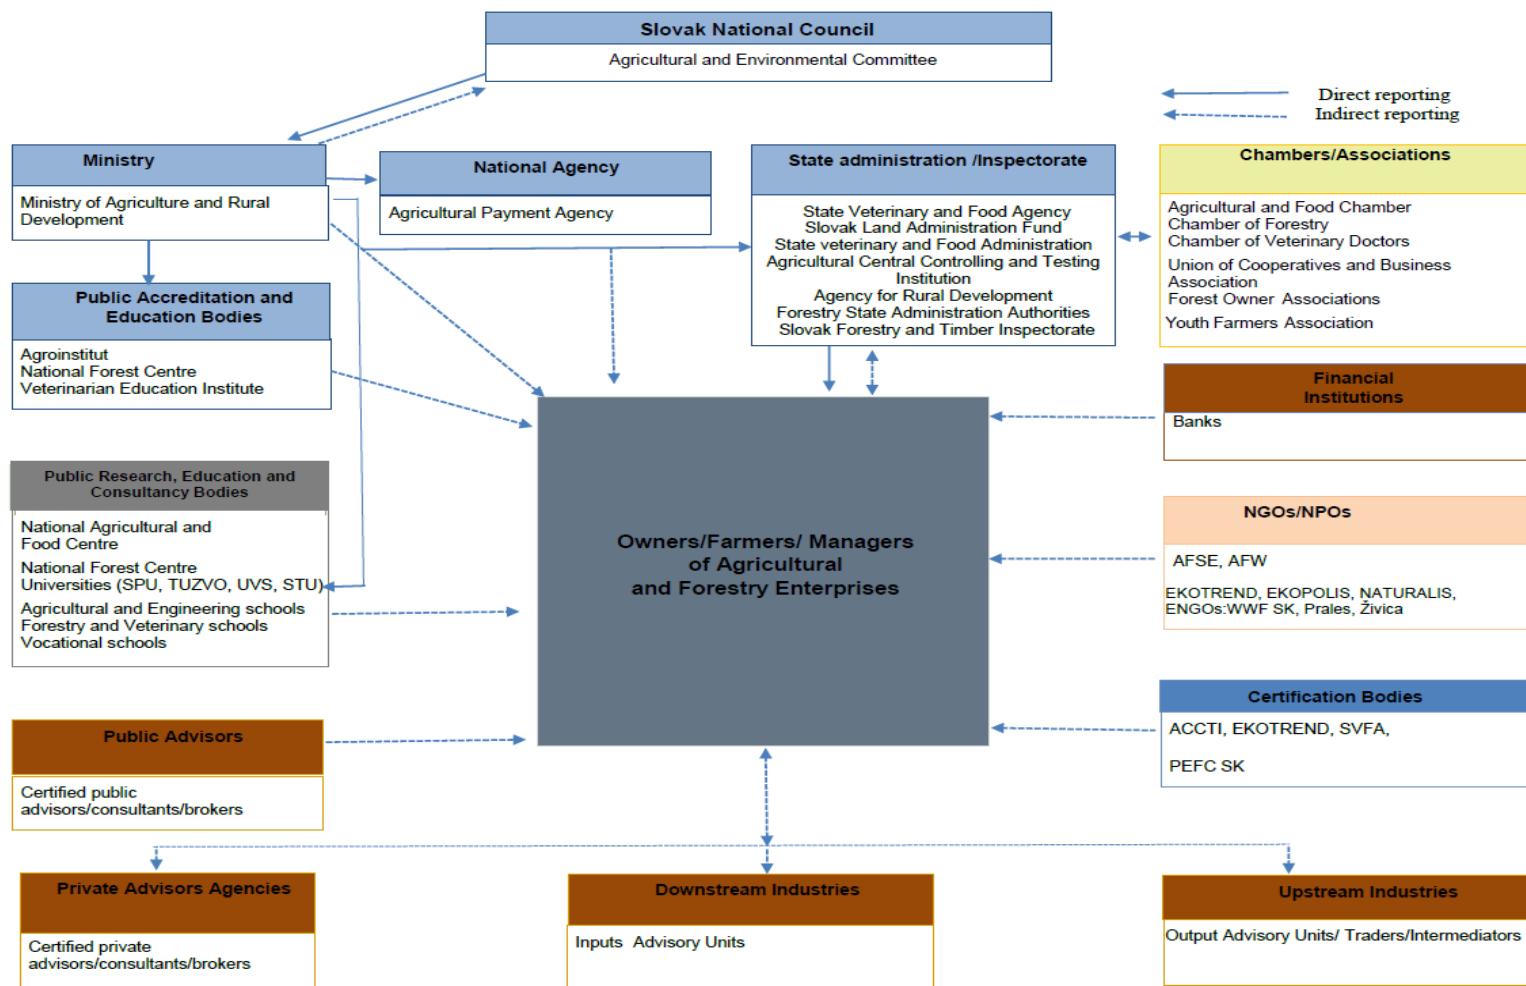 Slovak National Council
Agricultural and Environmental Committee
Direct reporting
Indirect reporting
Ministry
Ministry of Agriculture and Rural
Development
National Agency
Agricultural Payment Agency
State administration /Inspectorate
State Veterinary and Food Agency
Slovak Land Administration Fund
State veterinary and Food Administration
Agricultural Central Controlling and Testing
Institution
Agency for Rural Development
Forestry State Administration Authorities
Slovak Forestry and Timber Inspectorate
Chambers/Associations
Agricultural and Food Chamber
Chamber of Forestry
Chamber of Veterinary Doctors
Union of Cooperatives and Business
Association
Forest Owner Associations
Youth Farmers Association
Public Accreditation and
Education Bodies
Agroinstitut
National Forest Centre
Veterinarian Education Institute
Financial
Institutions
Banks
Public Research, Education and
Consultancy Bodies
National Agricultural and
Food Centre
National Forest Centre
Universities (SPU, TUZVO, UVS, STU)
Agricultural and Engineering schools
Forestry and Veterinary schools
Vocational schools
Owners/Farmers/ Managers
of Agricultural
and Forestry Enterprises
NGOs/NPOs
AFSE, AFW
EKOTREND, EKOPOLIS, NATURALIS,
ENGOs:WWF SK, Prales, Živica
Certification Bodies
ACCTI, EKOTREND, SVFA,
PEFC SK
Public Advisors
Certified public
advisors/consultants/brokers
Private Advisors Agencies
Certified private
advisors/consultants/brokers
Downstream Industries
Inputs Advisory Units
Upstream Industries
Output Advisory Units/ Traders/Intermediators